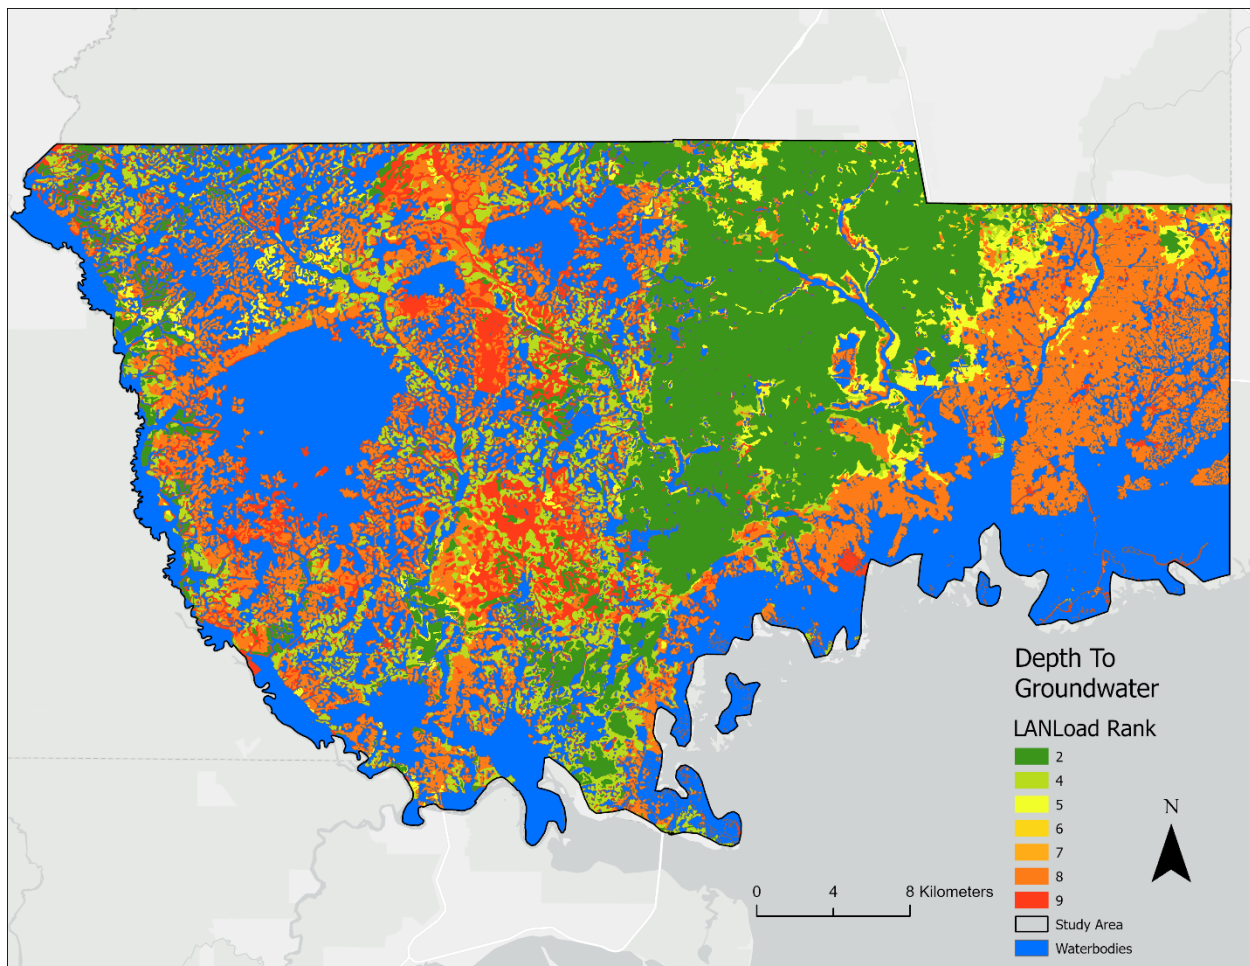 Depth To
Groundwater
LANLoad Rank
2
4
5
6
7
8
9
Study Area
Waterbodies
N
0 4 8 Kilometers